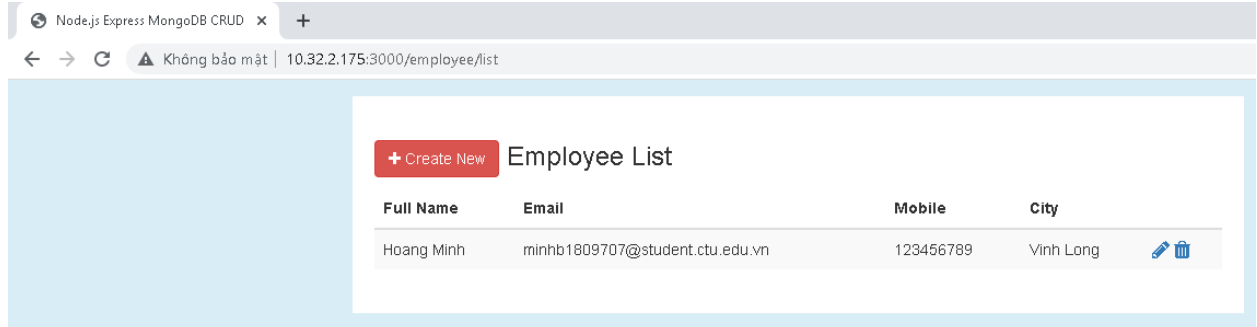 Node.js Express MongoDB CRUD
Không bảo mật | 10.32.2.175:3000/employee/list
Create New Employee List
Full Name Email Mobile City
Hoang Minh minhb1809707@student.ctu.edu.vn 123456789 Vinh Long